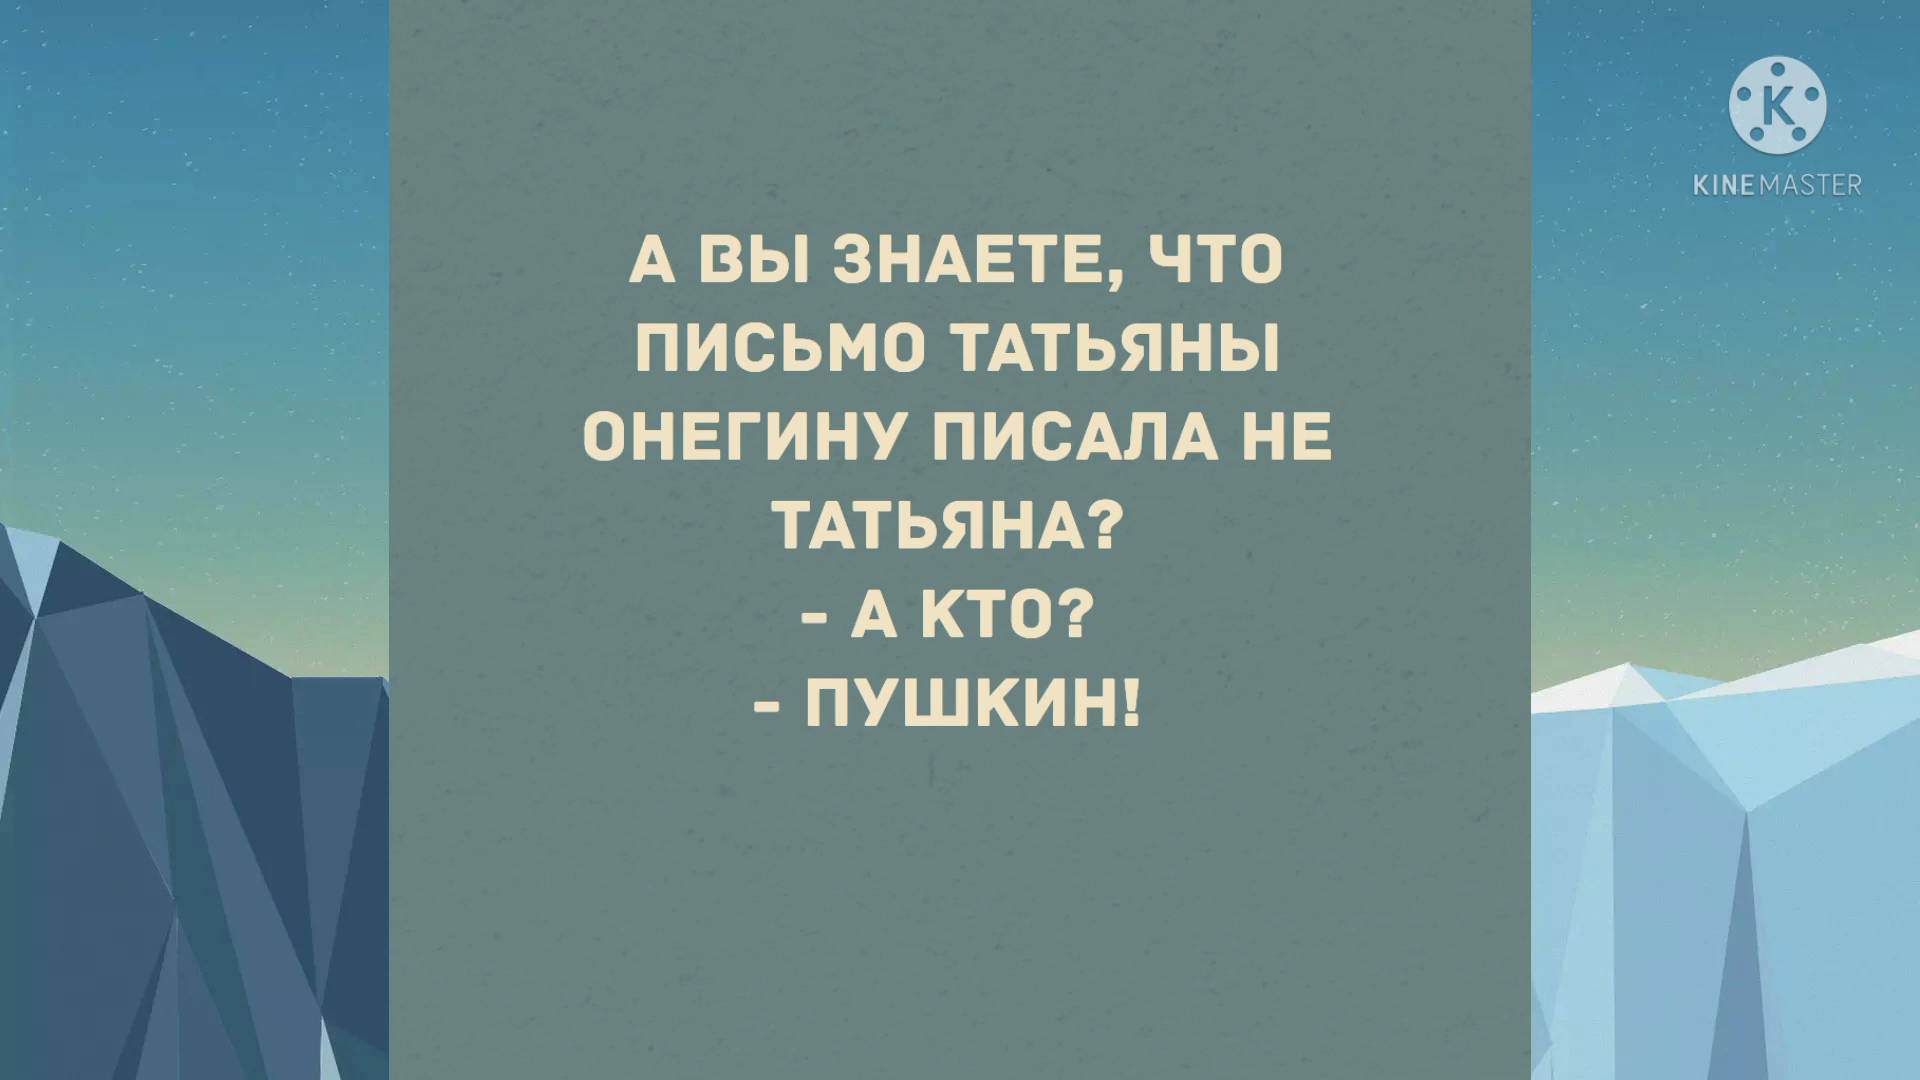 KINEMASTER
А ВЫ ЗНАЕТЕ, ЧТО
ПИСЬМО ТАТЬЯНЫ
ОНЕГИНУ ПИСАЛА НЕ
ТАТЬЯНА?
- А КТО?
- ПУШКИН!